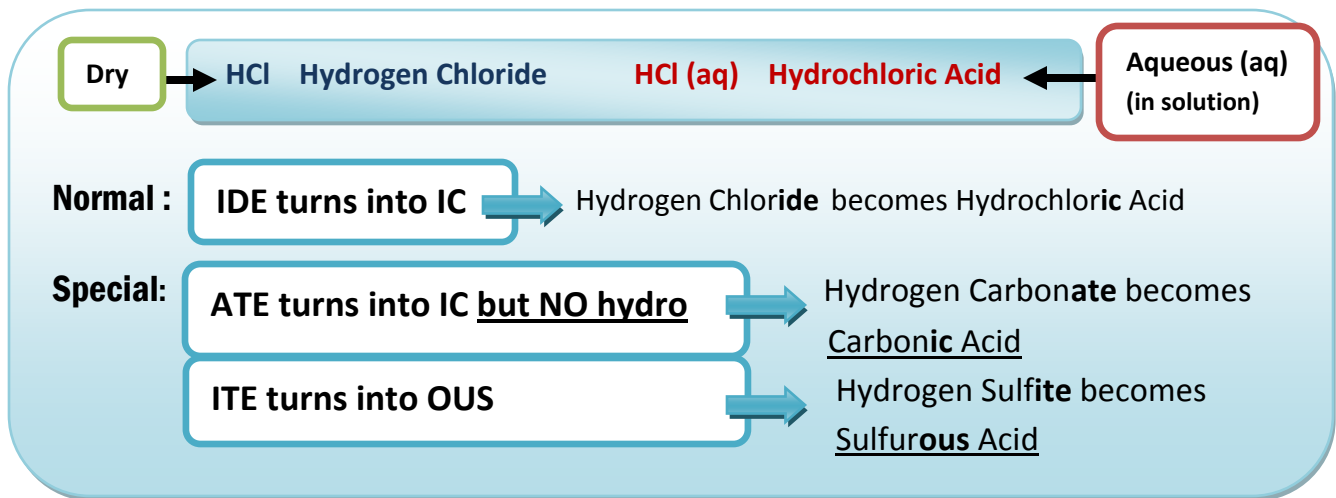 Dry
HCl Hydrogen Chloride HCl (aq) Hydrochloric Acid
Aqueous (aq)
(in solution)
Normal :
IDE turns into IC
Hydrogen Chloride becomes Hydrochloric Acid
Special:
ATE turns into IC but NO hydro
Hydrogen Carbonate becomes
Carbonic Acid
ITE turns into OUS
Hydrogen Sulfite becomes
Sulfurous Acid